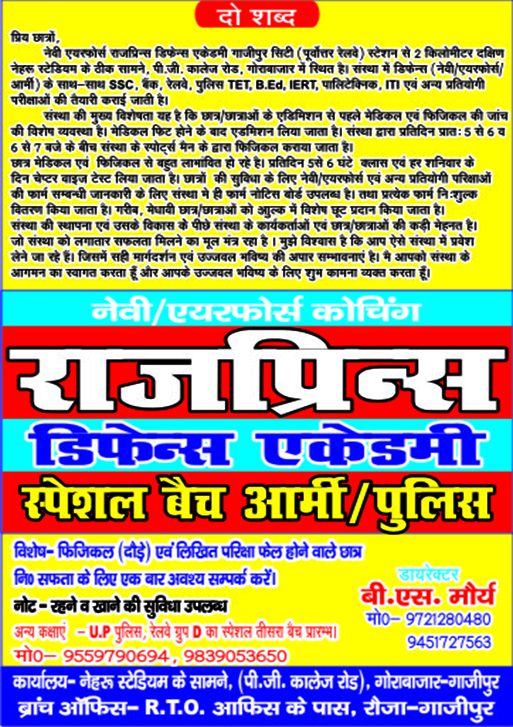 दो शब्द
प्रिय छात्रों,
नेवी एयरफोर्स राजप्रिन्स डिफेन्स एकेडमी गाजीपुर सिटी (पूर्वोत्तर रेलवे) स्टेशन से 2 किलोमीटर दक्षिण
नेहरू स्टेडियम के ठीक सामने, पी.जी. कालेज रोड, गोराबाजार में स्थित है। संस्था में डिफेन्स (नेवी/एयरफोर्स/
आर्मी) के साथ–साथ SSC, बैंक, रेलवे, पुलिस TET, B.Ed, IERT, पालिटेक्निक, ITI एवं अन्य प्रतियोगी
परीक्षाओं की तैयारी कराई जाती है।
संस्था की मुख्य विशेषता यह है कि छात्र/छात्राओं के एडिमिशन से पहले मेडिकल एवं फिजिकल की जांच
की विशेष व्यवस्था है। मेडिकल फिट होने के बाद एडमिशन लिया जाता है। संस्था द्वारा प्रतिदिन प्रातः 5 से 6 व
6 से 7 बजे के बीच संस्था के स्पोर्ट्स मैन के द्वारा फिजिकल कराया जाता है।
छात्र मेडिकल एवं फिजिकल से बहुत लाभावित हो रहे है। प्रतिदिन 5से 6 घंटे क्लास एवं हर शनिवार के
दिन चेप्टर वाइज टेस्ट लिया जाता है। छात्रों की सुविधा के लिए नेवी/एयरफोर्स एवं अन्य प्रतियोगी परिक्षाओं
की फार्म सम्बन्धी जानकारी के लिए संस्था मे ही फार्म नोटिस बोर्ड उपलब्ध है। तथा प्रत्येक फार्म निःशुल्क
वितरण किया जाता है। गरीब, मेधावी छात्र/छात्राओं को शुल्क में विशेष छूट प्रदान किया जाता है।
संस्था की स्थापना एवं उसके विकास के पीछे संस्था के कार्यकर्ताओं एवं छात्र/छात्राओं की कड़ी मेहनत है।
जो संस्था को लगातार सफलता मिलने का मूल मंत्र रहा है । मुझे विश्वास है कि आप ऐसे संस्था में प्रवेश
लेने जा रहे है। जिसमें सही मार्गदर्शन एवं उज्जवल भविष्य की अपार सम्भावनाएं है। मै आपको संस्था के
आगमन का स्वागत करता हूँ और आपके उज्जवल भविष्य के लिए शुभ कामना व्यक्त करता हूँ।
नेवी/एयरफोर्स कोचिंग
राजप्रिन्स
डिफेन्स एकेडमी
स्पेशल बैच आर्मी/पुलिस
विशेष- फिजिकल (दौड़े) एवं लिखित परिक्षा फेल होने वाले छात्र
नि० सफता के लिए एक बार अवश्य सम्पर्क करें।
नोट - रहने व खाने की सुविधा उपलब्ध
अन्य कक्षाएं - U.P पुलिस, रेलवे ग्रुप D का स्पेशल तीसरा बैच प्रारम्भ।
मो0- 9559790694, 9839053650
डायरेक्टर
बी.एस. मौर्य
मो0- 9721280480
9451727563
कार्यालय- नेहरू स्टेडियम के सामने, (पी.जी. कालेज रोड), गोराबाजार-गाजीपुर
ब्रांच ऑफिस- R.T.O. आफिस के पास, रौजा-गाजीपुर